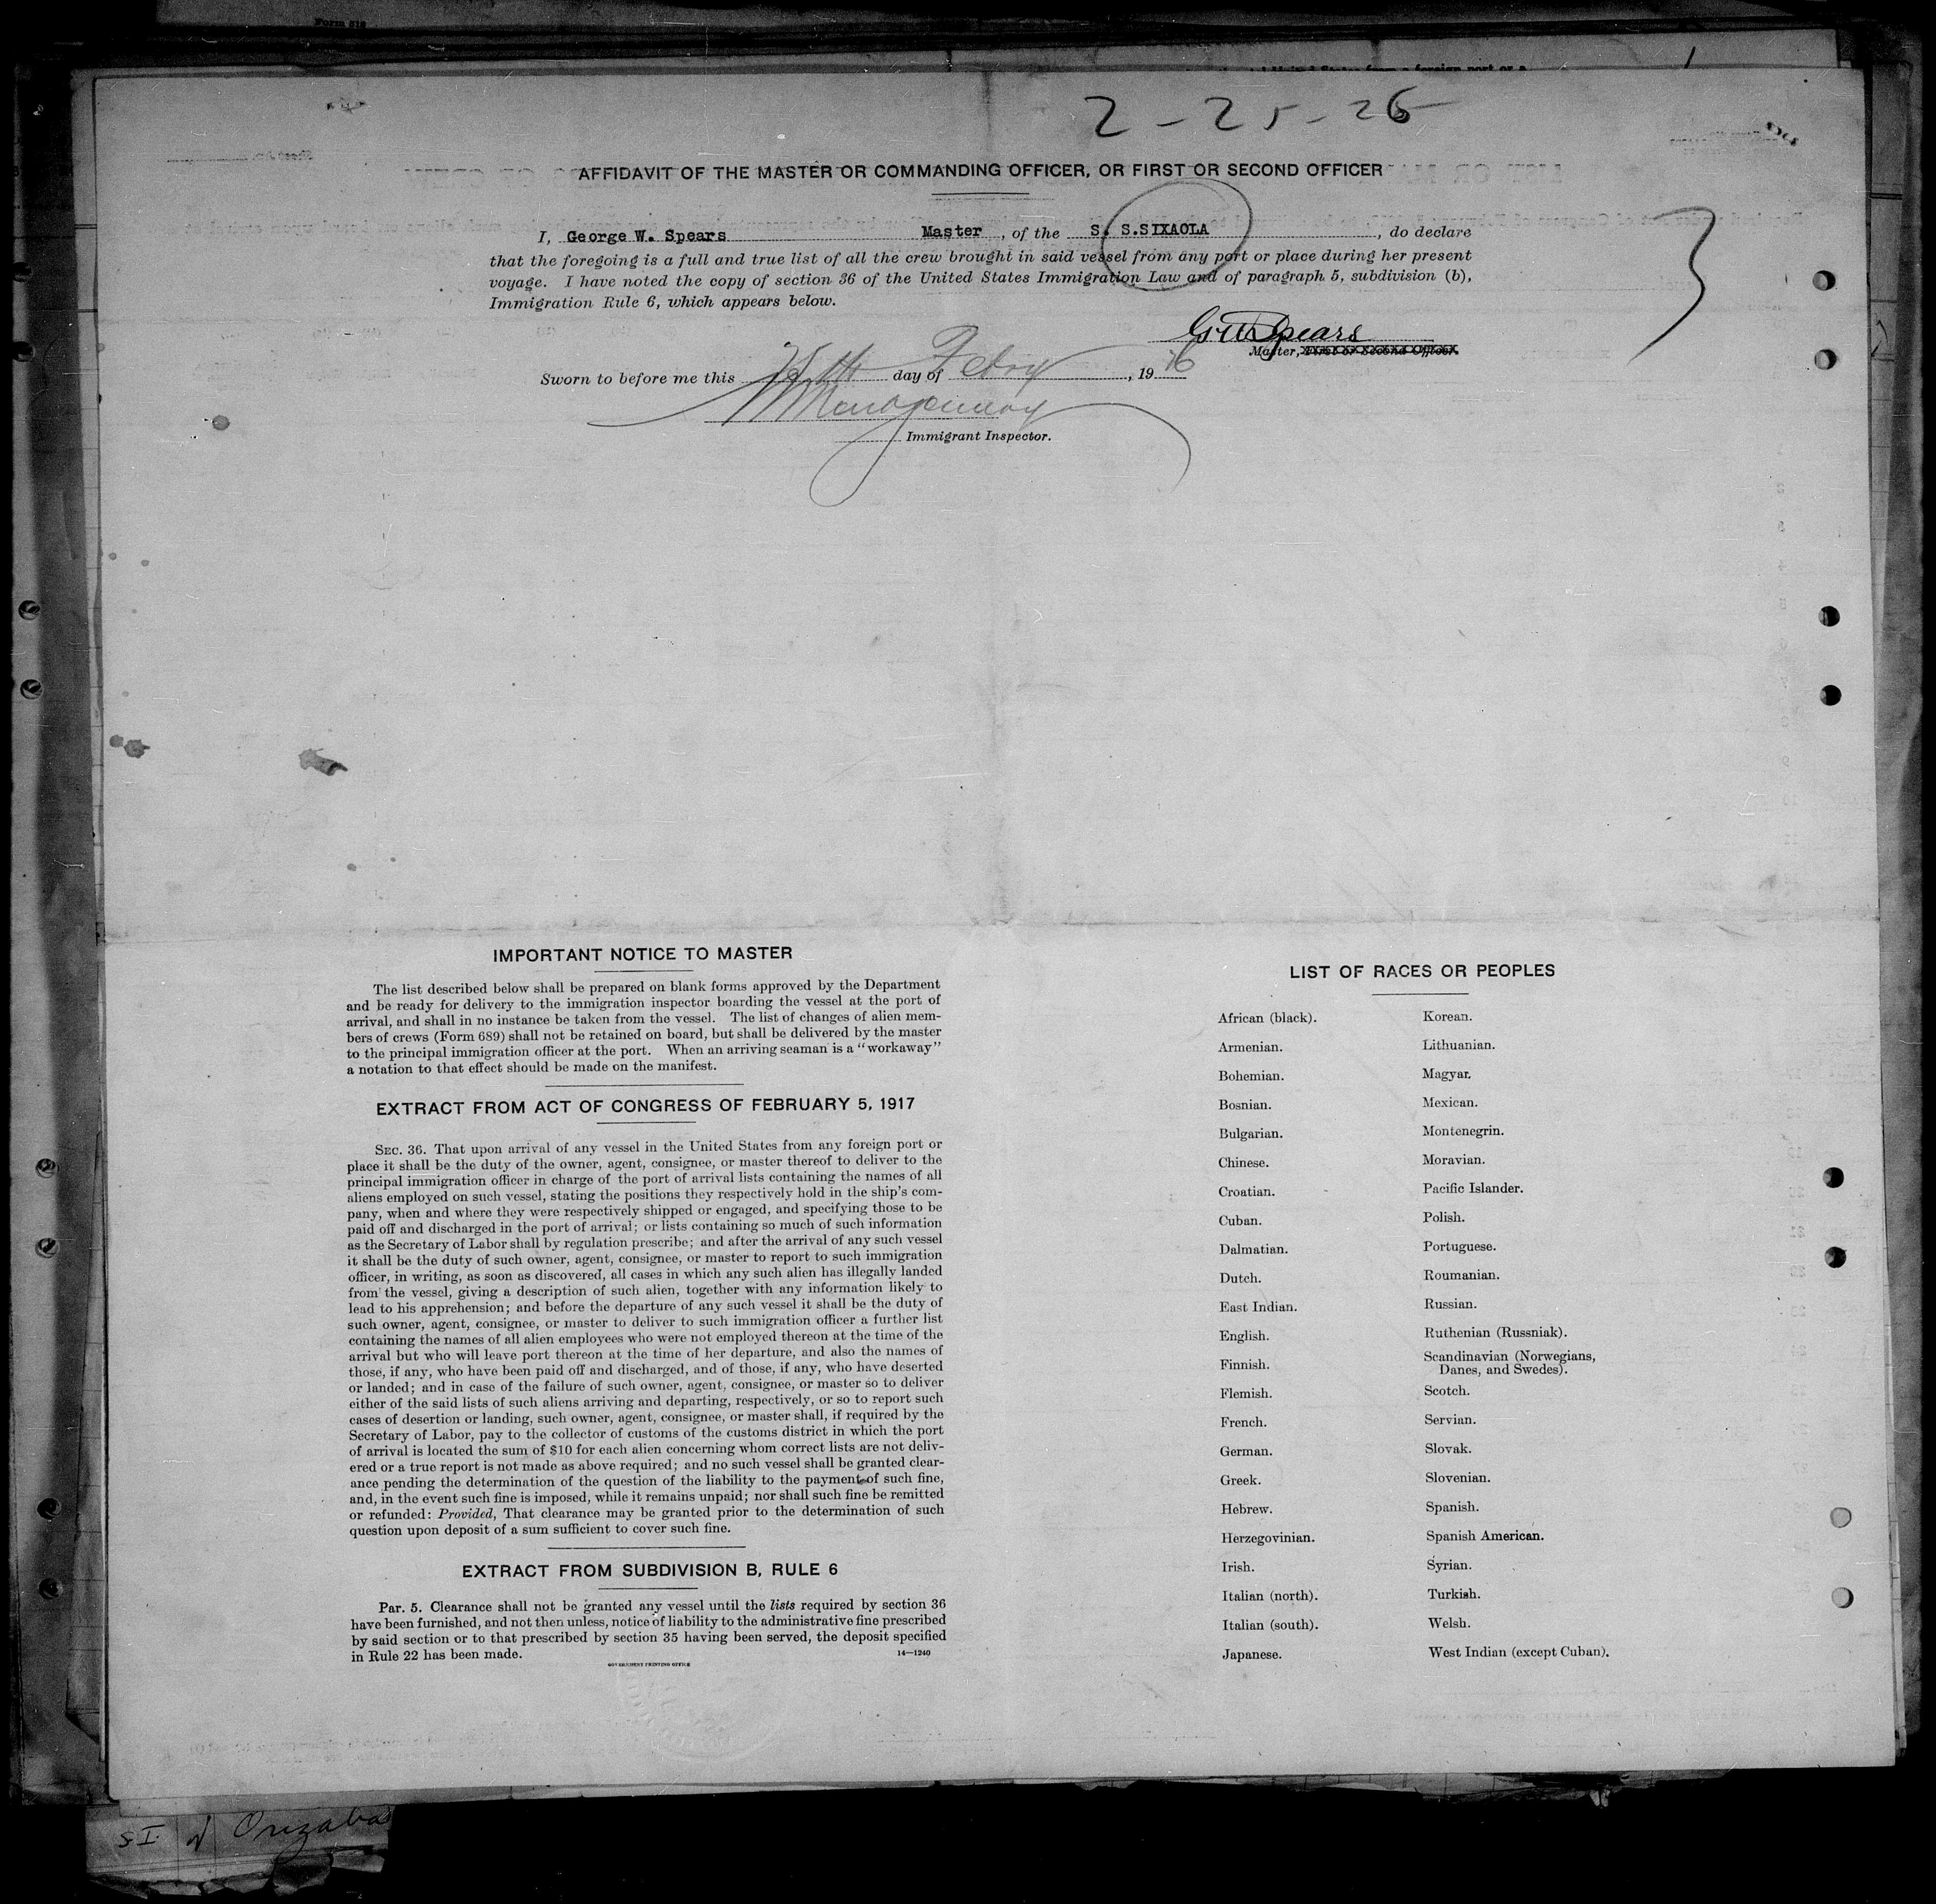 Form 519
2-25-26
AFFIDAVIT OF THE MASTER OR COMMANDING OFFICER, OR FIRST OR SECOND OFFICER
I, George W. Spears Master, of the S. S.SIXAOLA, do declare
that the foregoing is a full and true list of all the crew brought in said vessel from any port or place during her present
voyage. I have noted the copy of section 36 of the United States Immigration Law and of paragraph 5, subdivision (b),
Immigration Rule 6, which appears below.
G W Spears
Master, First or Second Officer.
Sworn to before me this day of Febry, 1926
Immigrant Inspector.
IMPORTANT NOTICE TO MASTER
The list described below shall be prepared on blank forms approved by the Department
and be ready for delivery to the immigration inspector boarding the vessel at the port of
arrival, and shall in no instance be taken from the vessel. The list of changes of alien mem-
bers of crews (Form 689) shall not be retained on board, but shall be delivered by the master
to the principal immigration officer at the port. When an arriving seaman is a "workaway"
a notation to that effect should be made on the manifest.
EXTRACT FROM ACT OF CONGRESS OF FEBRUARY 5, 1917
SEC. 36. That upon arrival of any vessel in the United States from any foreign port or
place it shall be the duty of the owner, agent, consignee, or master thereof to deliver to the
principal immigration officer in charge of the port of arrival lists containing the names of all
aliens employed on such vessel, stating the positions they respectively hold in the ship's com-
pany, when and where they were respectively shipped or engaged, and specifying those to be
paid off and discharged in the port of arrival; or lists containing so much of such information
as the Secretary of Labor shall by regulation prescribe; and after the arrival of any such vessel
it shall be the duty of such owner, agent, consignee, or master to report to such immigration
officer, in writing, as soon as discovered, all cases in which any such alien has illegally landed
from the vessel, giving a description of such alien, together with any information likely to
lead to his apprehension; and before the departure of any such vessel it shall be the duty of
such owner, agent, consignee, or master to deliver to such immigration officer a further list
containing the names of all alien employees who were not employed thereon at the time of the
arrival but who will leave port thereon at the time of her departure, and also the names of
those, if any, who have been paid off and discharged, and of those, if any, who have deserted
or landed; and in case of the failure of such owner, agent, consignee, or master so to deliver
either of the said lists of such aliens arriving and departing, respectively, or so to report such
cases of desertion or landing, such owner, agent, consignee, or master shall, if required by the
Secretary of Labor, pay to the collector of customs of the customs district in which the port
of arrival is located the sum of $10 for each alien concerning whom correct lists are not deliv-
ered or a true report is not made as above required; and no such vessel shall be granted clear-
ance pending the determination of the question of the liability to the payment of such fine,
and, in the event such fine is imposed, while it remains unpaid; nor shall such fine be remitted
or refunded: Provided, That clearance may be granted prior to the determination of such
question upon deposit of a sum sufficient to cover such fine.
EXTRACT FROM SUBDIVISION B, RULE 6
Par. 5. Clearance shall not be granted any vessel until the lists required by section 36
have been furnished, and not then unless, notice of liability to the administrative fine prescribed
by said section or to that prescribed by section 35 having been served, the deposit specified
in Rule 22 has been made.
14—1240
GOVERNMENT PRINTING OFFICE
LIST OF RACES OR PEOPLES
African (black).
Armenian.
Bohemian.
Bosnian.
Bulgarian.
Chinese.
Croatian.
Cuban.
Dalmatian.
Dutch.
East Indian.
English.
Finnish.
Flemish.
French.
German.
Greek.
Hebrew.
Herzegovinian.
Irish.
Italian (north).
Italian (south).
Japanese.
Korean.
Lithuanian.
Magyar.
Mexican.
Montenegrin.
Moravian.
Pacific Islander.
Polish.
Portuguese.
Roumanian.
Russian.
Ruthenian (Russniak).
Scandinavian (Norwegians,
Danes, and Swedes).
Scotch.
Servian.
Slovak.
Slovenian.
Spanish.
Spanish American.
Syrian.
Turkish.
Welsh.
West Indian (except Cuban).
S.I. of Orizaba